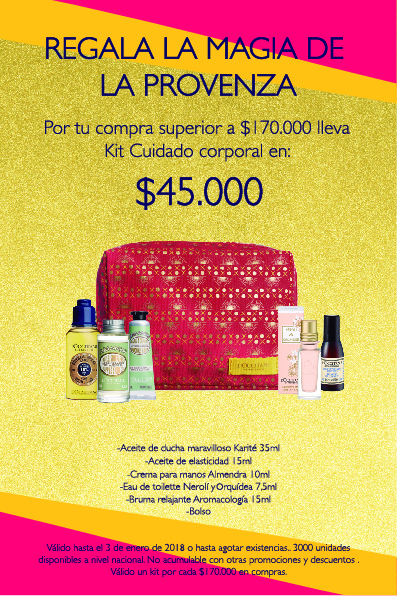 REGALA LA MAGIA DE
LA PROVENZA
Por tu compra superior a $170.000 lleva
Kit Cuidado corporal en:
$45.000
L'OCCITANE
-Aceite de ducha maravilloso Karité 35ml
-Aceite de elasticidad 15ml
-Crema para manos Almendra 10ml
-Eau de toilette Nerolí yOrquídea 7,5ml
-Bruma relajante Aromacología 15ml
-Bolso
Válido hasta el 3 de enero de 2018 o hasta agotar existencias.. 3000 unidades
disponibles a nivel nacional. No acumulable con otras promociones y descuentos .
Válido un kit por cada $170.000 en compras.